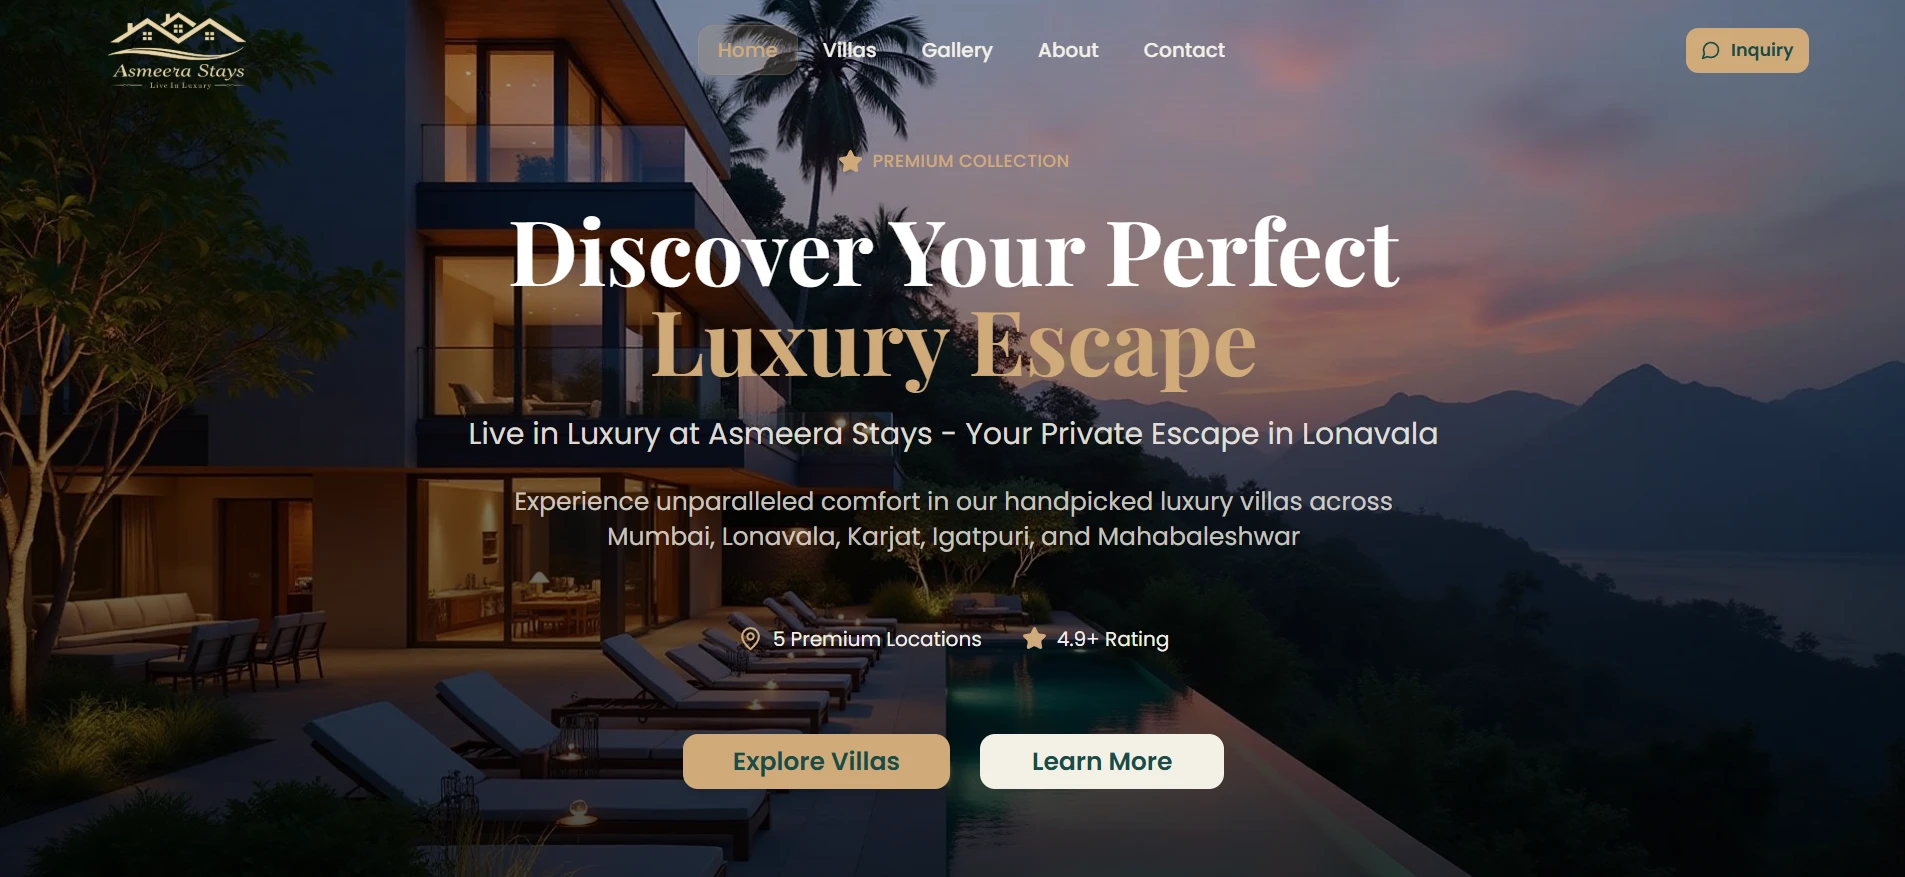 Asmeera Stays
Live In Luxury
Home Villas Gallery About Contact
Inquiry
PREMIUM COLLECTION
Discover Your Perfect
Luxury Escape
Live in Luxury at Asmeera Stays - Your Private Escape in Lonavala
Experience unparalleled comfort in our handpicked luxury villas across
Mumbai, Lonavala, Karjat, Igatpuri, and Mahabaleshwar
5 Premium Locations 4.9+ Rating
Explore Villas Learn More